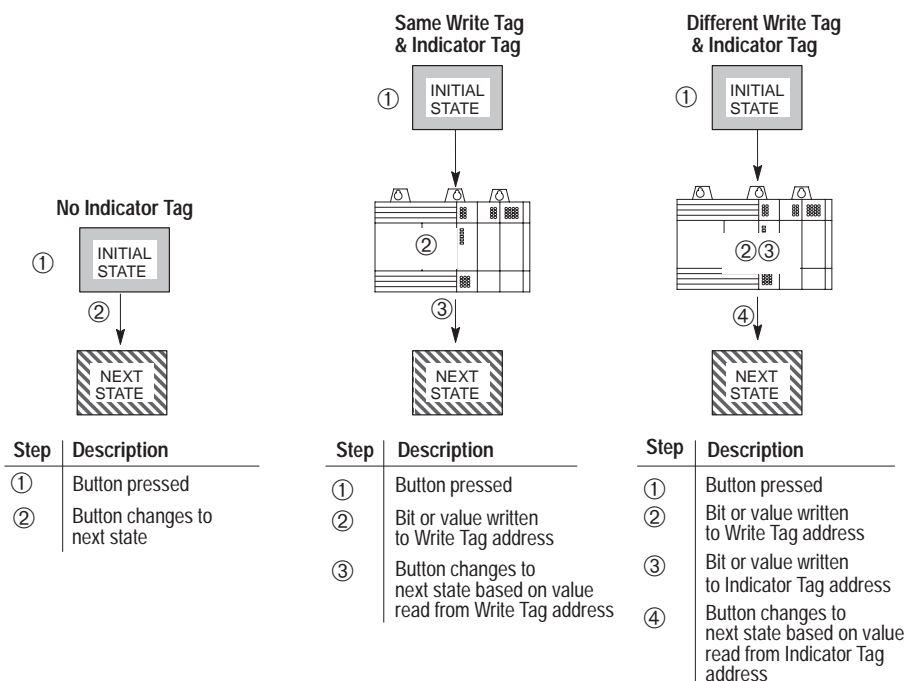 No Indicator Tag
①
INITIAL
STATE
②
NEXT
STATE
Step Description
① Button pressed
② Button changes to
next state
Same Write Tag
& Indicator Tag
①
INITIAL
STATE
②
③
NEXT
STATE
Step Description
① Button pressed
② Bit or value written
to Write Tag address
③ Button changes to
next state based on value
read from Write Tag address
Different Write Tag
& Indicator Tag
①
INITIAL
STATE
②③
④
NEXT
STATE
Step Description
① Button pressed
② Bit or value written
to Write Tag address
③ Bit or value written
to Indicator Tag address
④ Button changes to
next state based on value
read from Indicator Tag
address